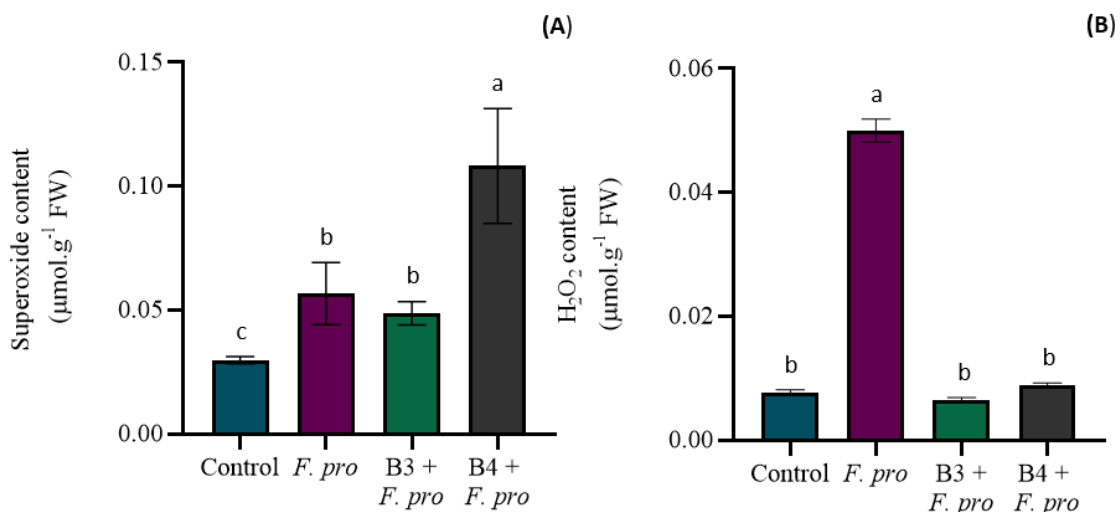 (A)
Superoxide content
(µmol.g⁻¹ FW)
0.15
0.10
0.05
0.00
c
b
b
a
Control
F. pro
B3 +
F. pro
B4 +
F. pro
(B)
H₂O₂ content
(µmol.g⁻¹ FW)
0.06
0.04
0.02
0.00
b
a
b
b
Control
F. pro
B3 +
F. pro
B4 +
F. pro